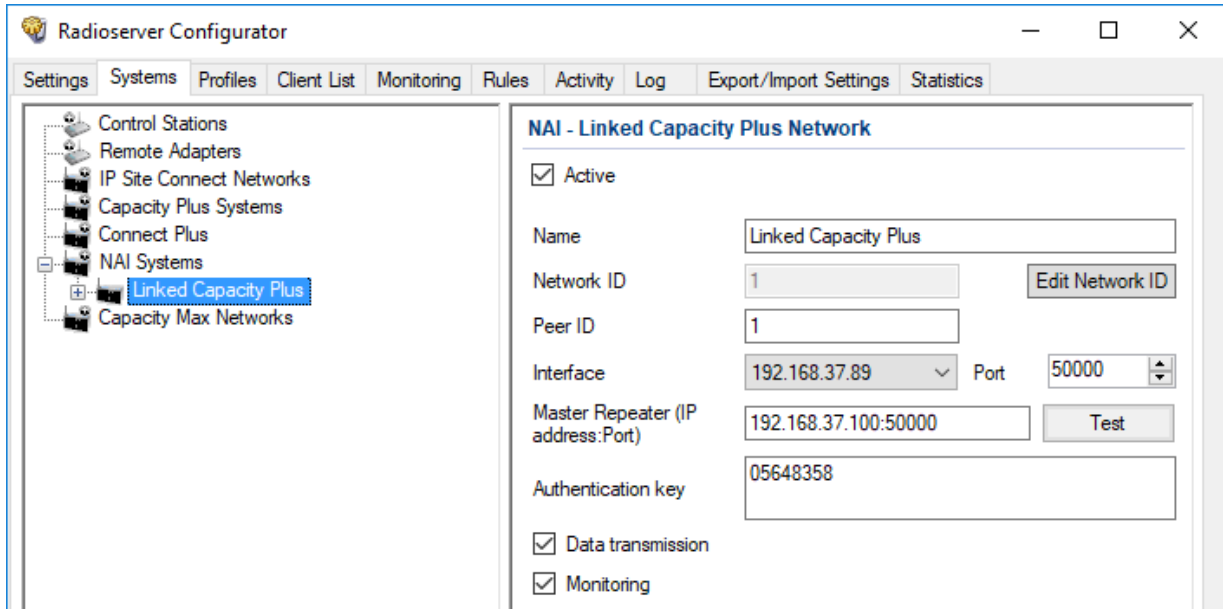 Radioserver Configurator
Settings Systems Profiles Client List Monitoring Rules Activity Log Export/Import Settings Statistics
Control Stations
Remote Adapters
IP Site Connect Networks
Capacity Plus Systems
Connect Plus
NAI Systems
Linked Capacity Plus
Capacity Max Networks
NAI - Linked Capacity Plus Network
Active
Name Linked Capacity Plus
Network ID 1 Edit Network ID
Peer ID 1
Interface 192.168.37.89 Port 50000
Master Repeater (IP
address:Port) 192.168.37.100:50000 Test
Authentication key 05648358
Data transmission
Monitoring